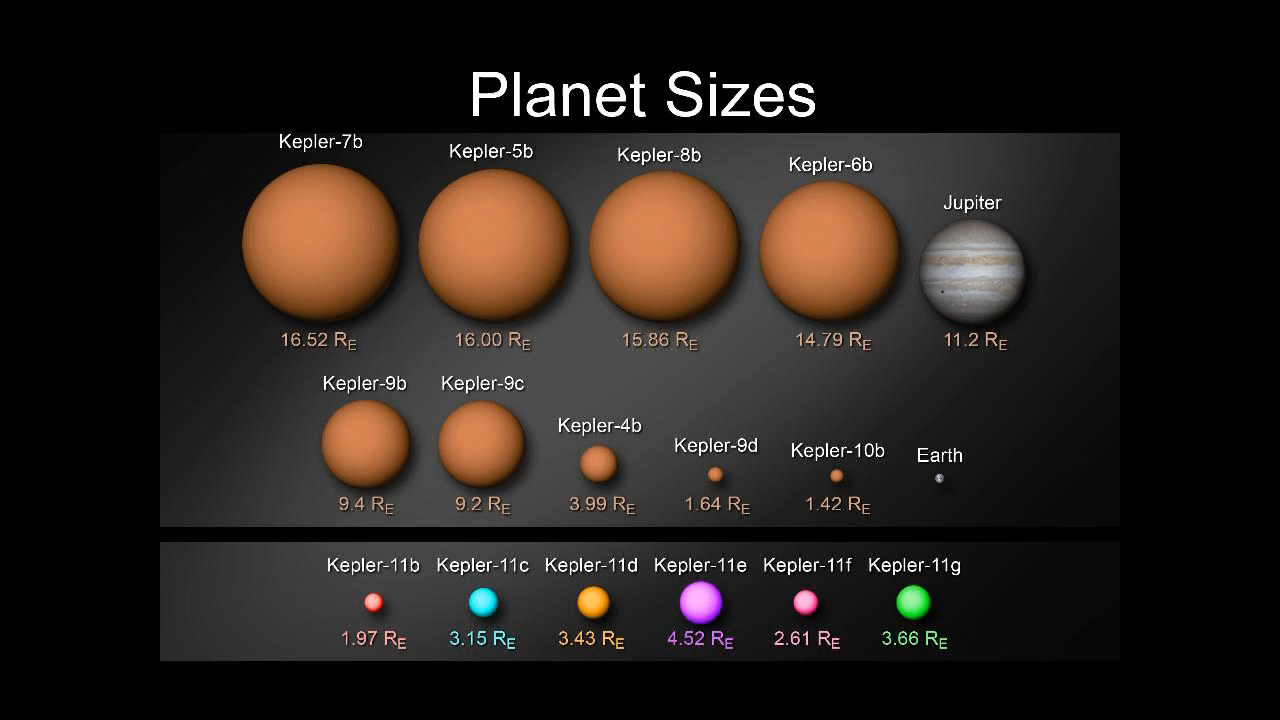 Planet Sizes
Kepler-7b Kepler-5b Kepler-8b Kepler-6b Jupiter
16.52 RE 16.00 RE 15.86 RE 14.79 RE 11.2 RE
Kepler-9b Kepler-9c Kepler-4b Kepler-9d Kepler-10b Earth
9.4 RE 9.2 RE 3.99 RE 1.64 RE 1.42 RE
Kepler-11b Kepler-11c Kepler-11d Kepler-11e Kepler-11f Kepler-11g
1.97 RE 3.15 RE 3.43 RE 4.52 RE 2.61 RE 3.66 RE